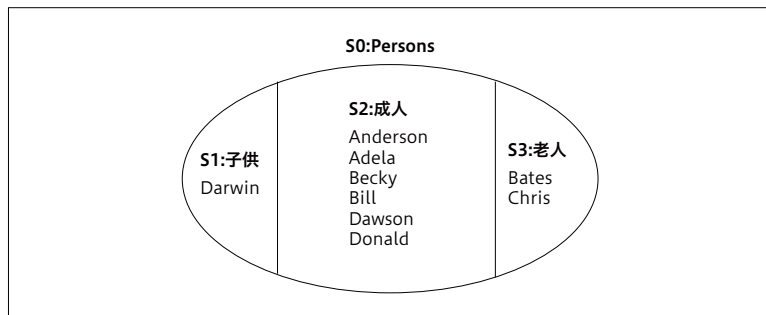 S0:Persons
S1:子供
Darwin
S2:成人
Anderson
Adela
Becky
Bill
Dawson
Donald
S3:老人
Bates
Chris